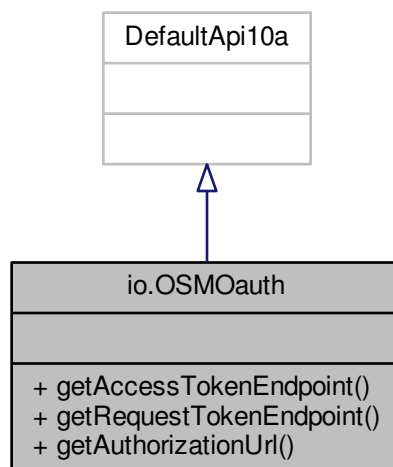 DefaultApi10a
io.OSMOauth
+ getAccessTokenEndpoint()
+ getRequestTokenEndpoint()
+ getAuthorizationUrl()